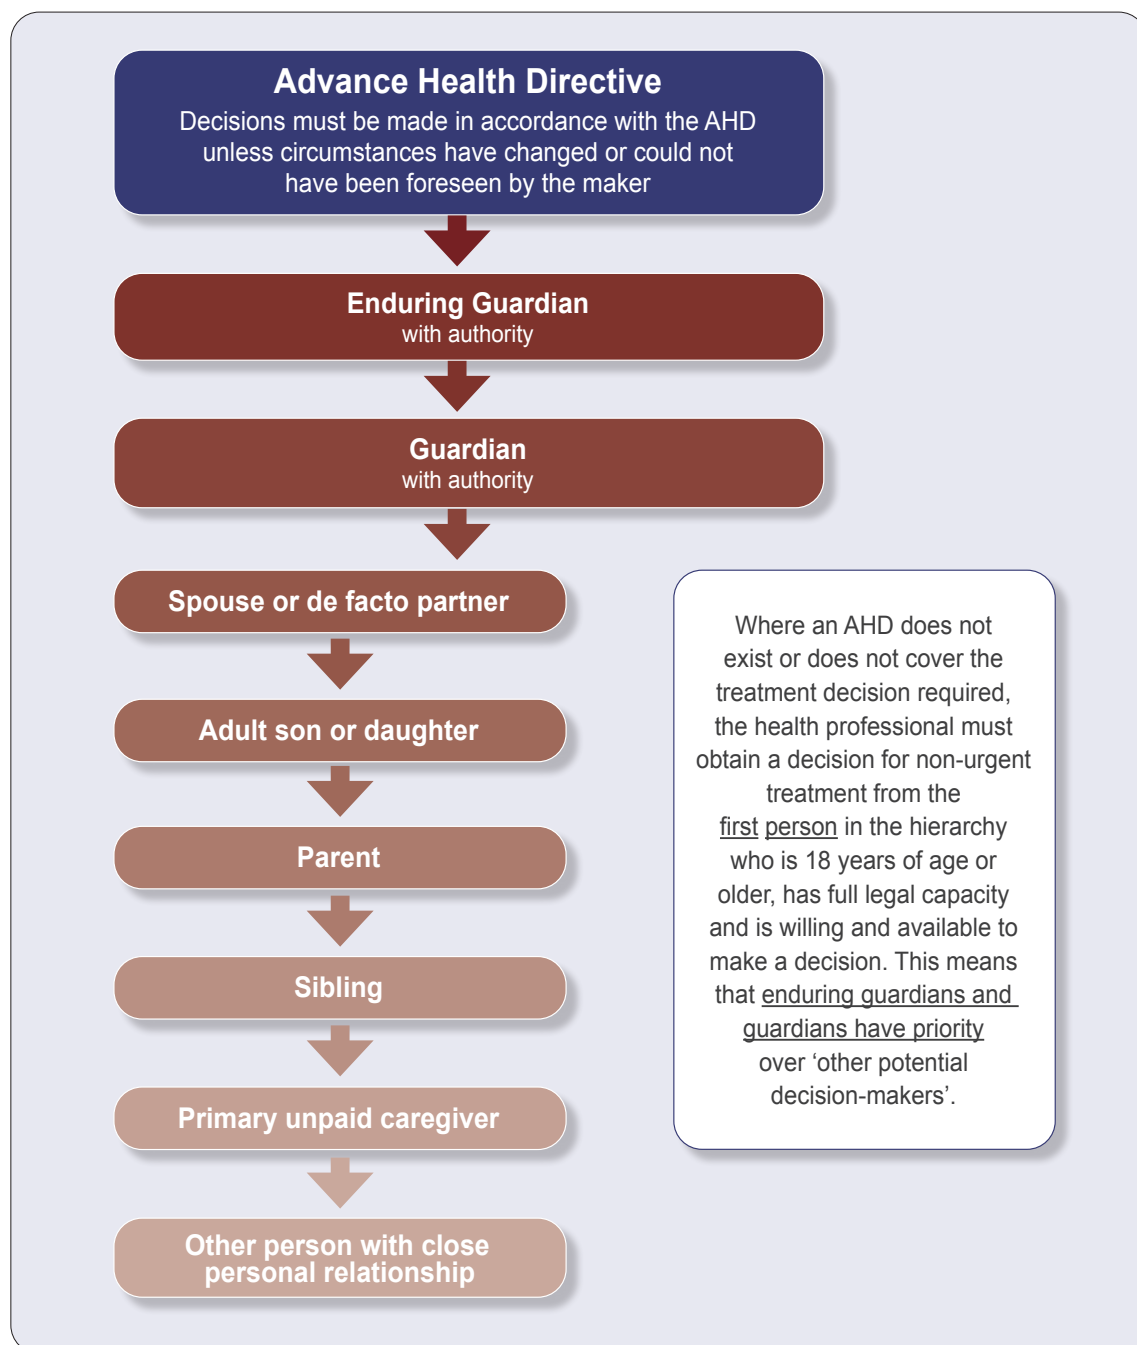 Advance Health Directive
Decisions must be made in accordance with the AHD
unless circumstances have changed or could not
have been foreseen by the maker
Enduring Guardian
with authority
Guardian
with authority
Spouse or de facto partner
Adult son or daughter
Parent
Sibling
Primary unpaid caregiver
Other person with close
personal relationship
Where an AHD does not
exist or does not cover the
treatment decision required,
the health professional must
obtain a decision for non-urgent
treatment from the
first person in the hierarchy
who is 18 years of age or
older, has full legal capacity
and is willing and available to
make a decision. This means
that enduring guardians and
guardians have priority
over ‘other potential
decision-makers’.